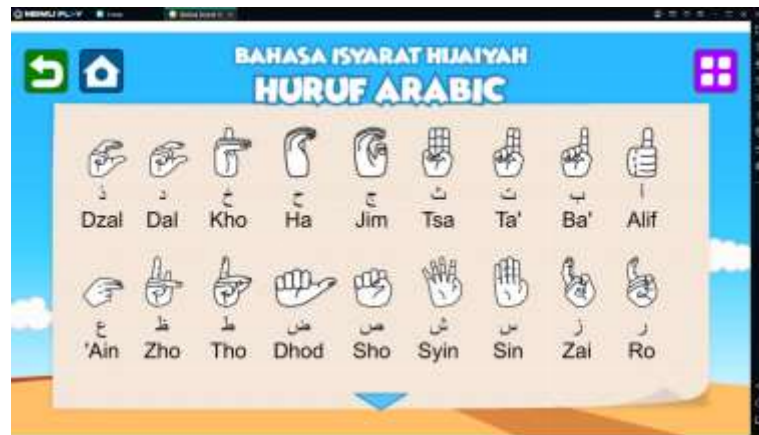 BAHASA ISYARAT HIJAIYAH
HURUF ARABIC
ذ د خ ح ج ث ت ب أ
Dzal Dal Kho Ha Jim Tsa Ta' Ba' Alif
ع ظ ط ض ص ش س ز ر
'Ain Zho Tho Dhod Sho Syin Sin Zai Ro